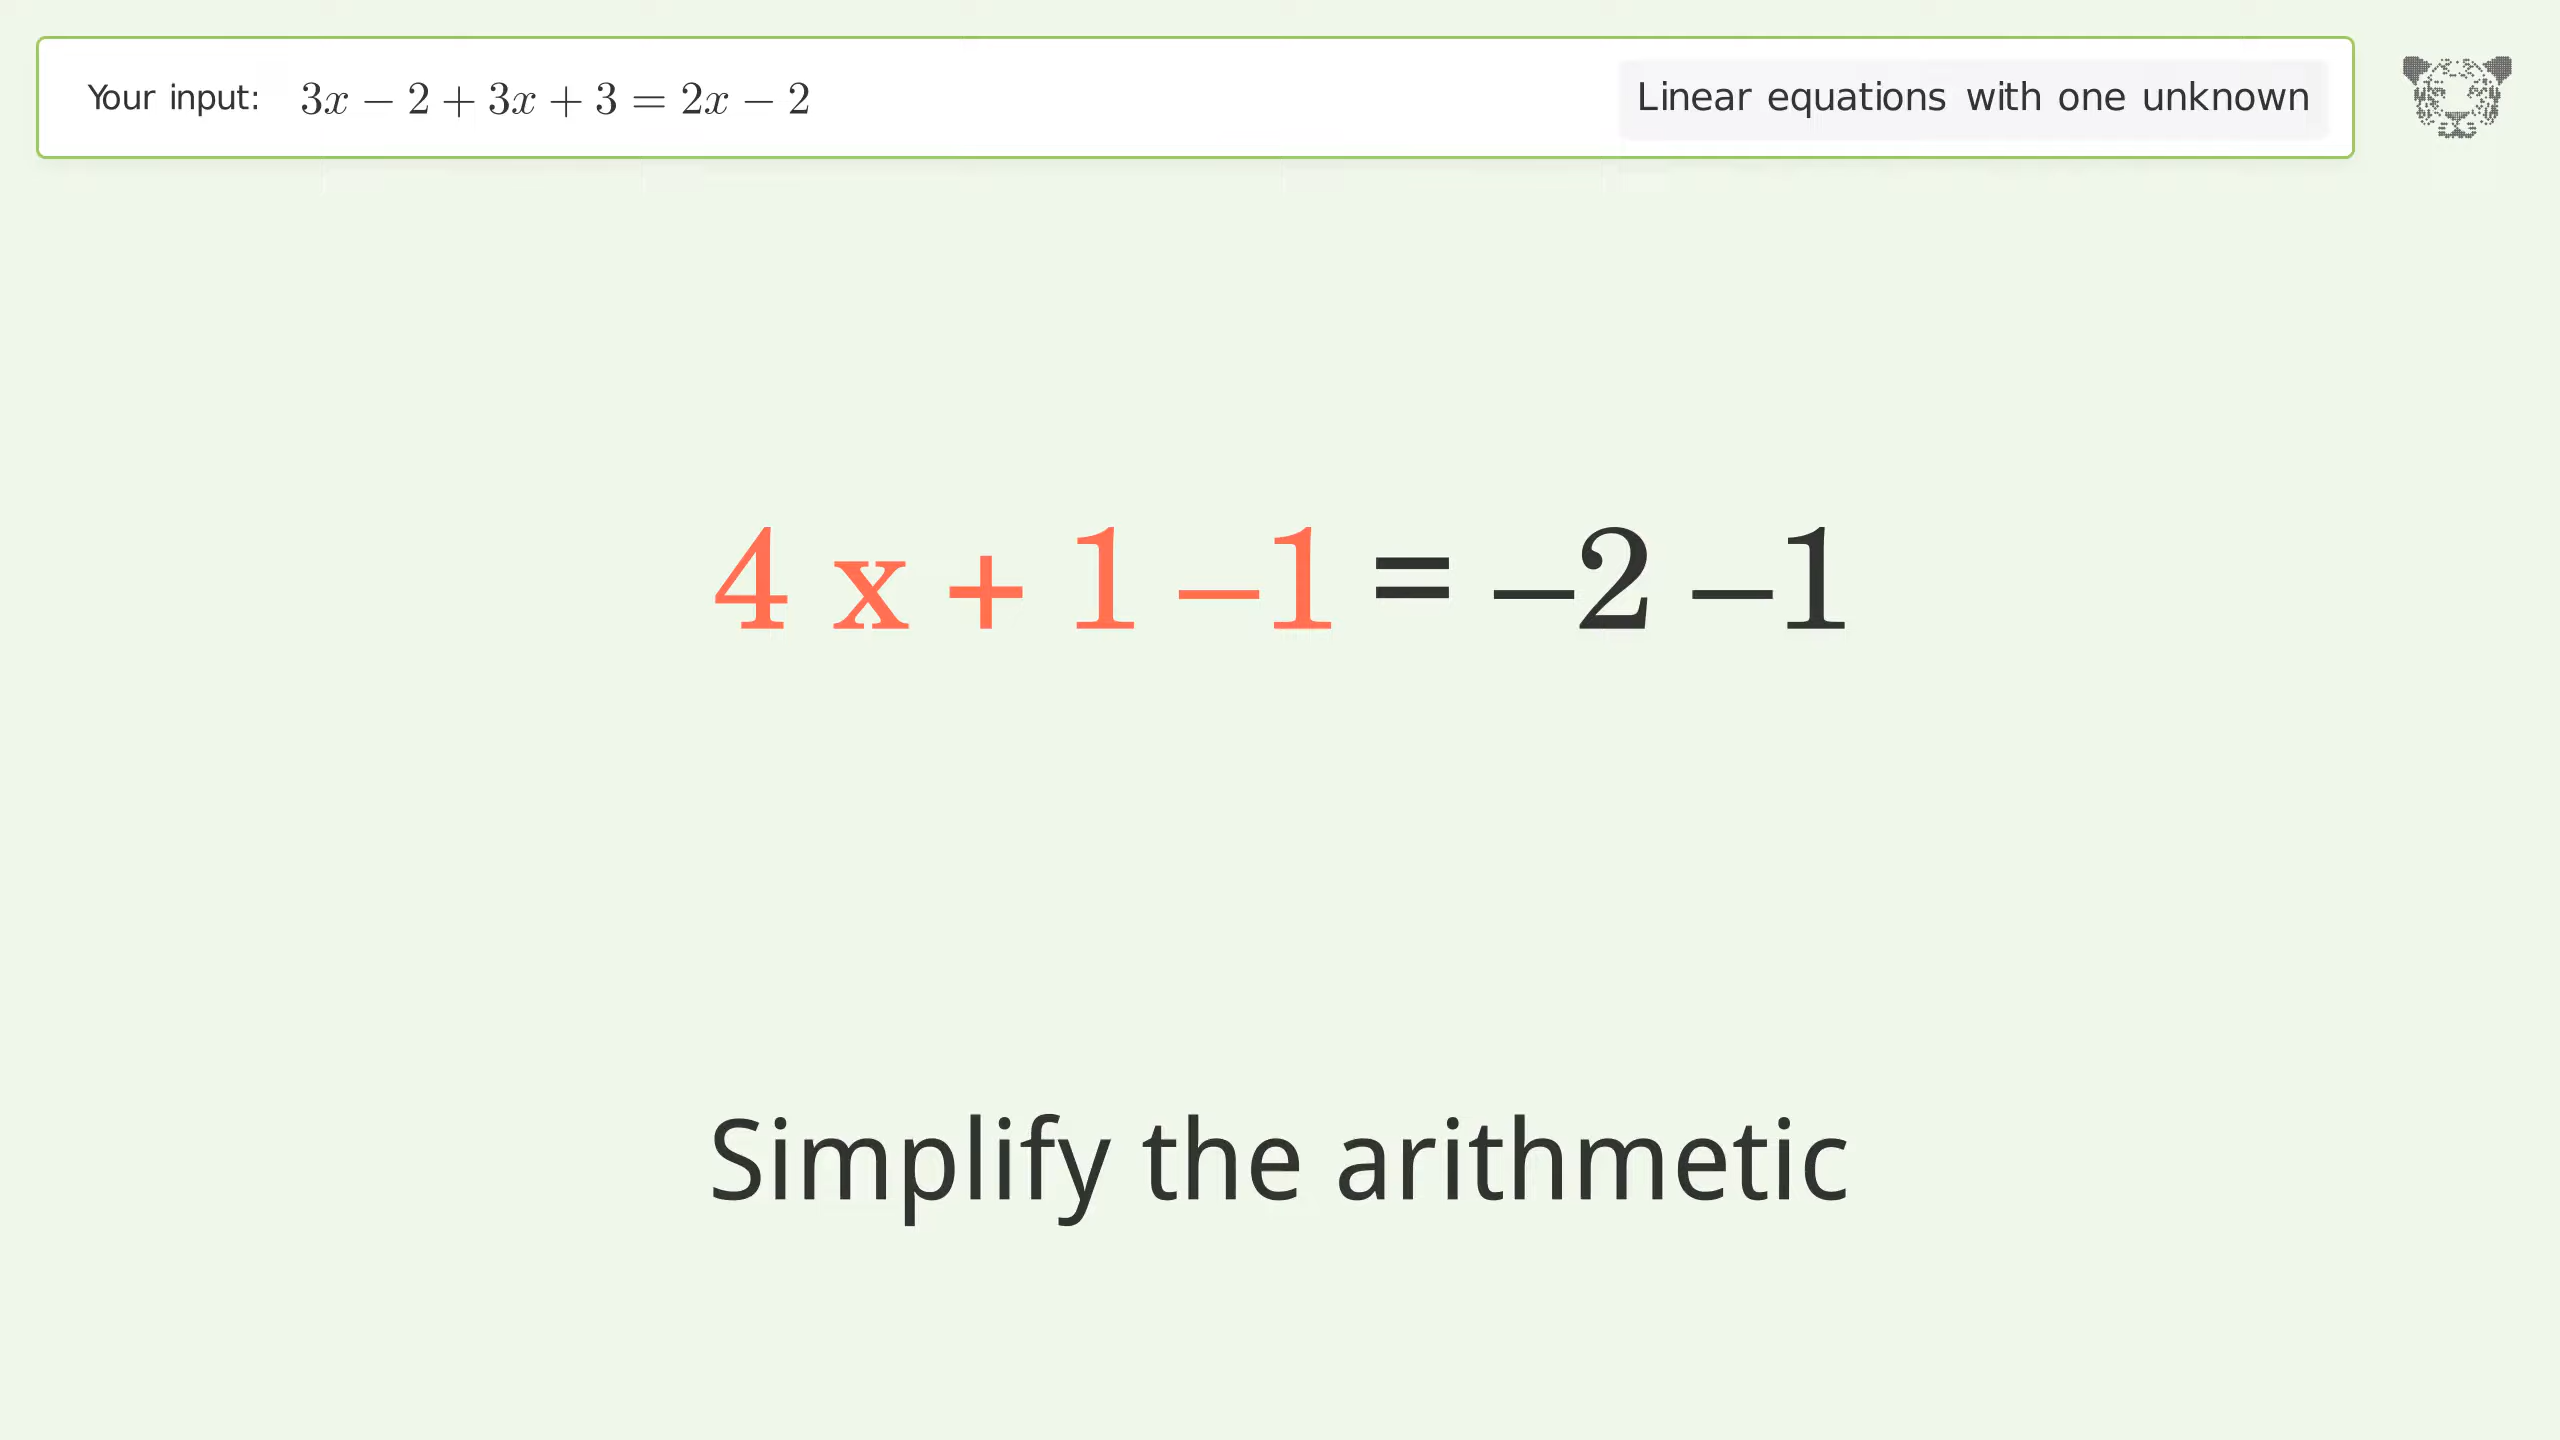 Your input: 3x − 2 + 3x + 3 = 2x − 2 Linear equations with one unknown
4 x + 1 −1 = −2 −1
Simplify the arithmetic